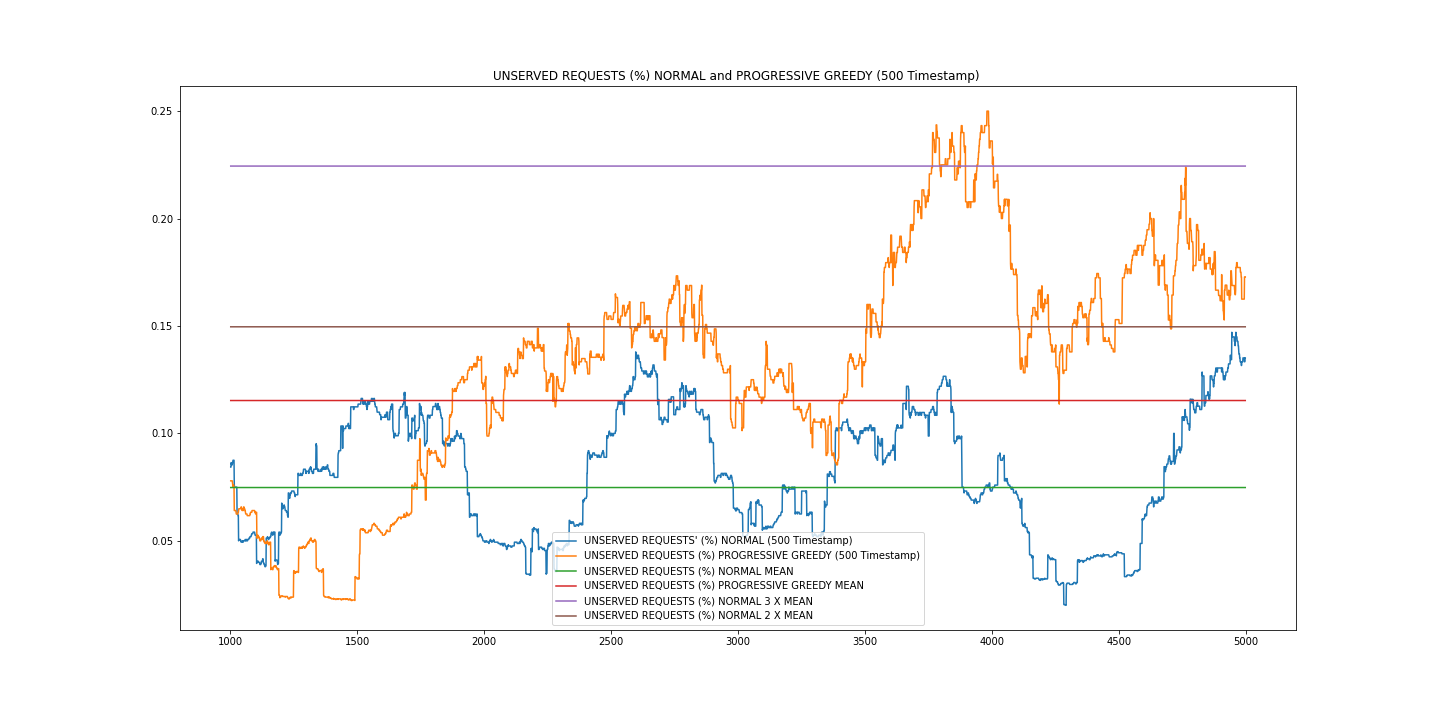 UNSERVED REQUESTS (%) NORMAL and PROGRESSIVE GREEDY (500 Timestamp)
0.25
0.20
0.15
0.10
0.05
UNSERVED REQUESTS' (%) NORMAL (500 Timestamp)
UNSERVED REQUESTS (%) PROGRESSIVE GREEDY (500 Timestamp)
UNSERVED REQUESTS (%) NORMAL MEAN
UNSERVED REQUESTS (%) PROGRESSIVE GREEDY MEAN
UNSERVED REQUESTS (%) NORMAL 3 X MEAN
UNSERVED REQUESTS (%) NORMAL 2 X MEAN
1000 1500 2000 2500 3000 3500 4000 4500 5000